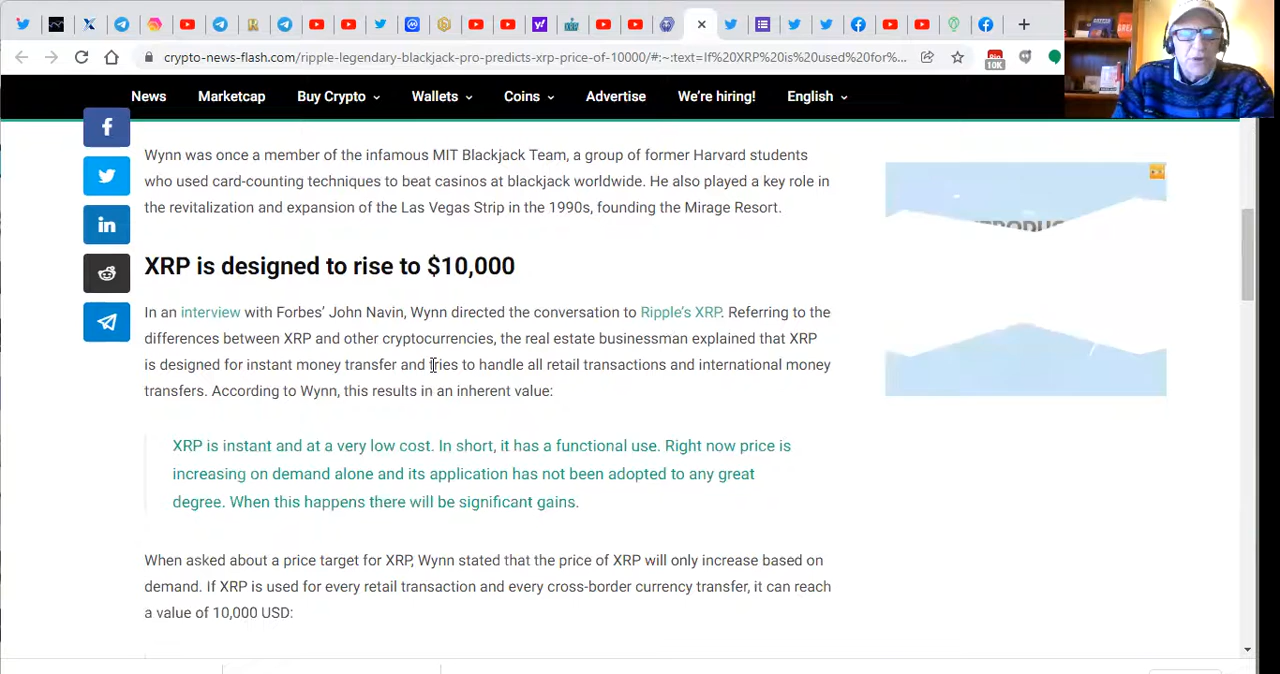 crypto-news-flash.com/ripple-legendary-blackjack-pro-predicts-xrp-price-of-10000/#:~:text=If%20XRP%20is%20used%20for%...
10K
News Marketcap Buy Crypto Wallets Coins Advertise We're hiring! English
Wynn was once a member of the infamous MIT Blackjack Team, a group of former Harvard students
who used card-counting techniques to beat casinos at blackjack worldwide. He also played a key role in
the revitalization and expansion of the Las Vegas Strip in the 1990s, founding the Mirage Resort.
XRP is designed to rise to $10,000
In an interview with Forbes' John Navin, Wynn directed the conversation to Ripple's XRP. Referring to the
differences between XRP and other cryptocurrencies, the real estate businessman explained that XRP
is designed for instant money transfer and tries to handle all retail transactions and international money
transfers. According to Wynn, this results in an inherent value:
XRP is instant and at a very low cost. In short, it has a functional use. Right now price is
increasing on demand alone and its application has not been adopted to any great
degree. When this happens there will be significant gains.
When asked about a price target for XRP, Wynn stated that the price of XRP will only increase based on
demand. If XRP is used for every retail transaction and every cross-border currency transfer, it can reach
a value of 10,000 USD: